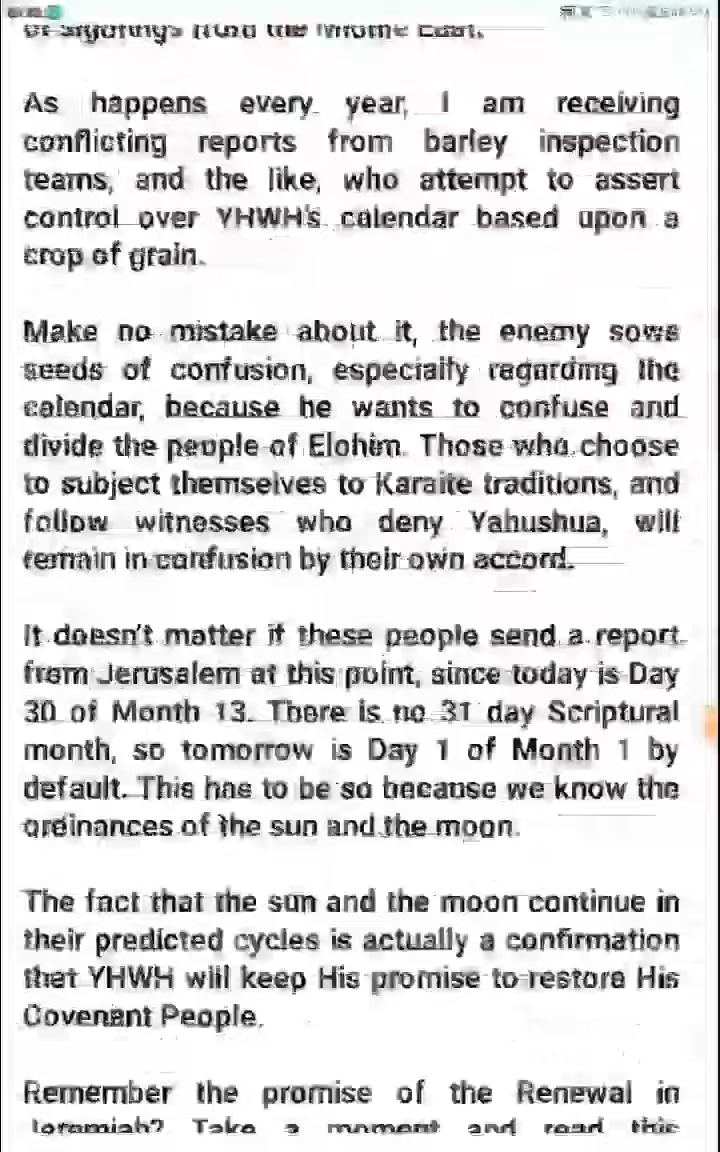 As happens every year, I am receiving
conflicting reports from barley inspection
teams, and the like, who attempt to assert
control over YHWH's calendar based upon a
crop of grain.
Make no mistake about it, the enemy sows
seeds of confusion, especially regarding the
calendar, because he wants to confuse and
divide the people of Elohim. Those who choose
to subject themselves to Karaite traditions, and
follow witnesses who deny Yahushua, will
remain in confusion by their own accord.
It doesn't matter if these people send a report
from Jerusalem at this point, since today is Day
30 of Month 13. There is no 31 day Scriptural
month, so tomorrow is Day 1 of Month 1 by
default. This has to be so because we know the
ordinances of the sun and the moon.
The fact that the sun and the moon continue in
their predicted cycles is actually a confirmation
that YHWH will keep His promise to restore His
Covenant People.
Remember the promise of the Renewal in
Jeremiah? Take a moment and read this